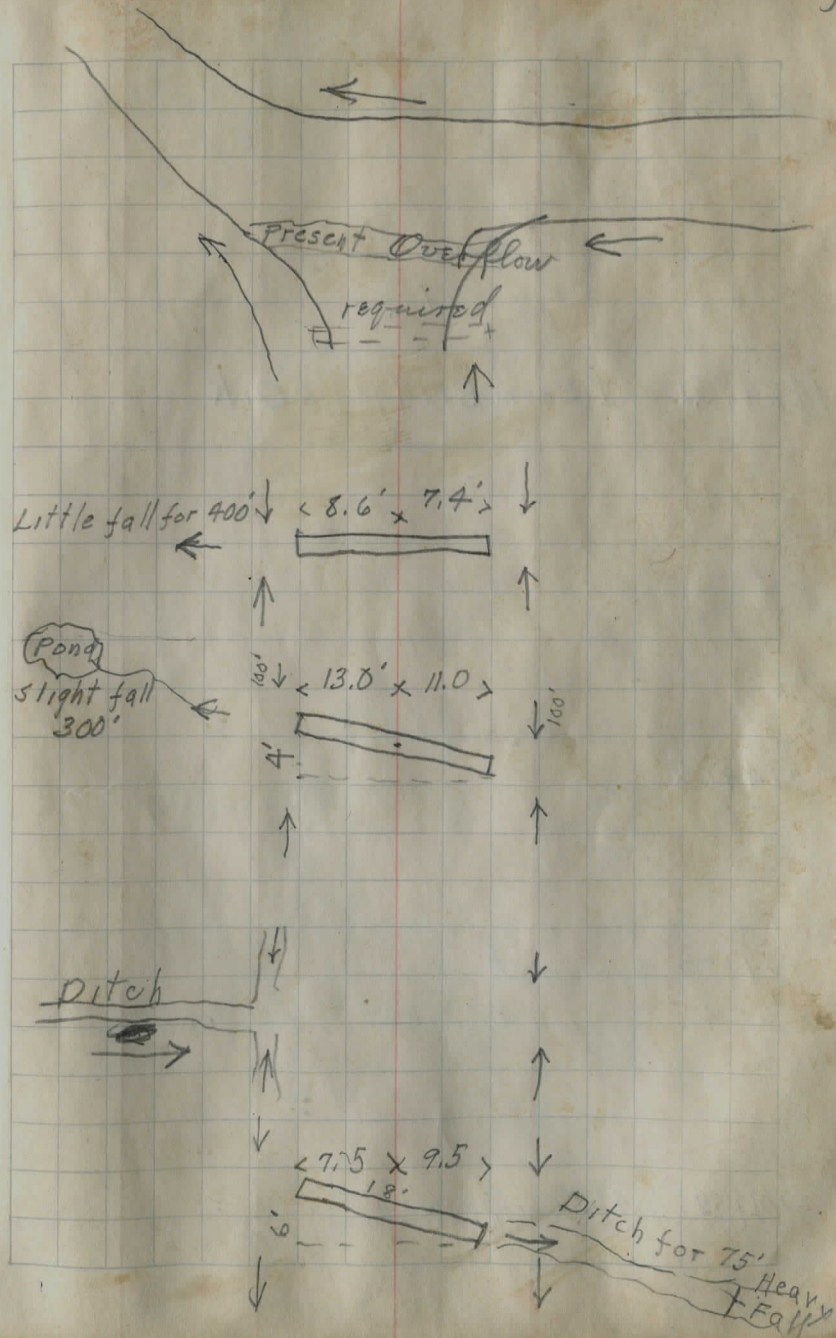 Present Overflow
required
Little fall for 400'
< 8.6' x 7.4' >
Pond
slight fall
300'
100'
< 13.0' x 11.0 >
100'
4'
Ditch
< 7.5 x 9.5 >
18'
6'
Ditch for 75'
Heavy
Fall